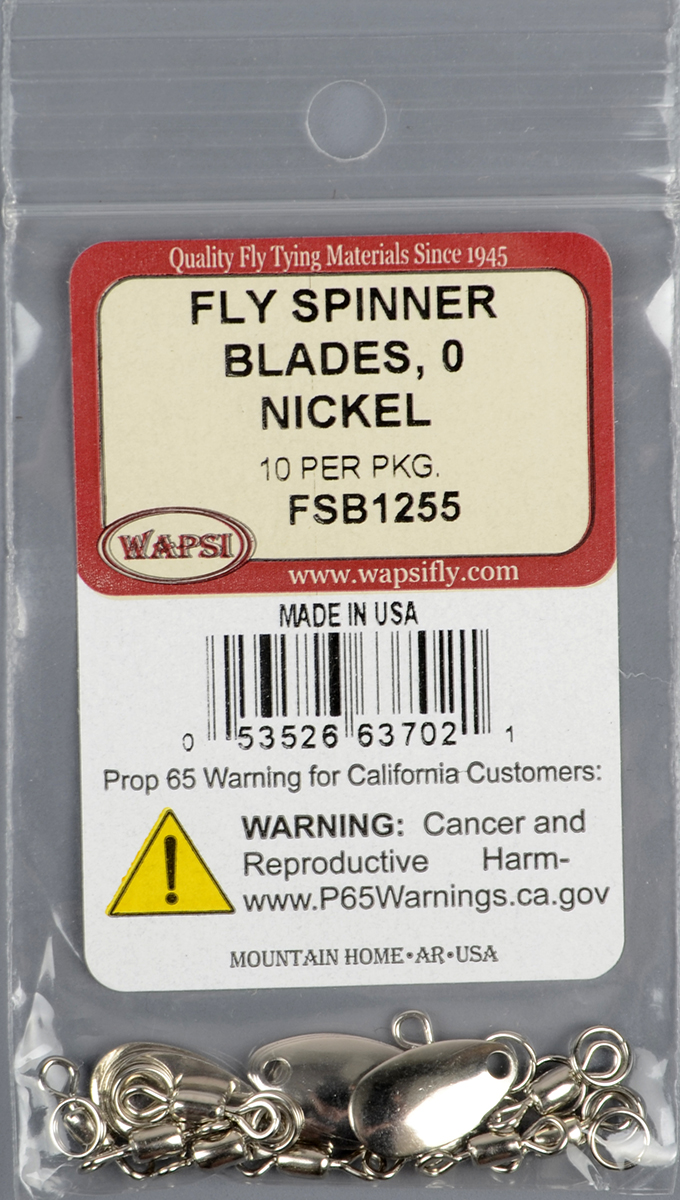 Quality Fly Tying Materials Since 1945
FLY SPINNER
BLADES, 0
NICKEL
10 PER PKG.
FSB1255
WAPSI
www.wapsifly.com
MADE IN USA
0 53526 63702 1
Prop 65 Warning for California Customers:
WARNING: Cancer and
Reproductive Harm-
www.P65Warnings.ca.gov
MOUNTAIN HOME•AR•USA